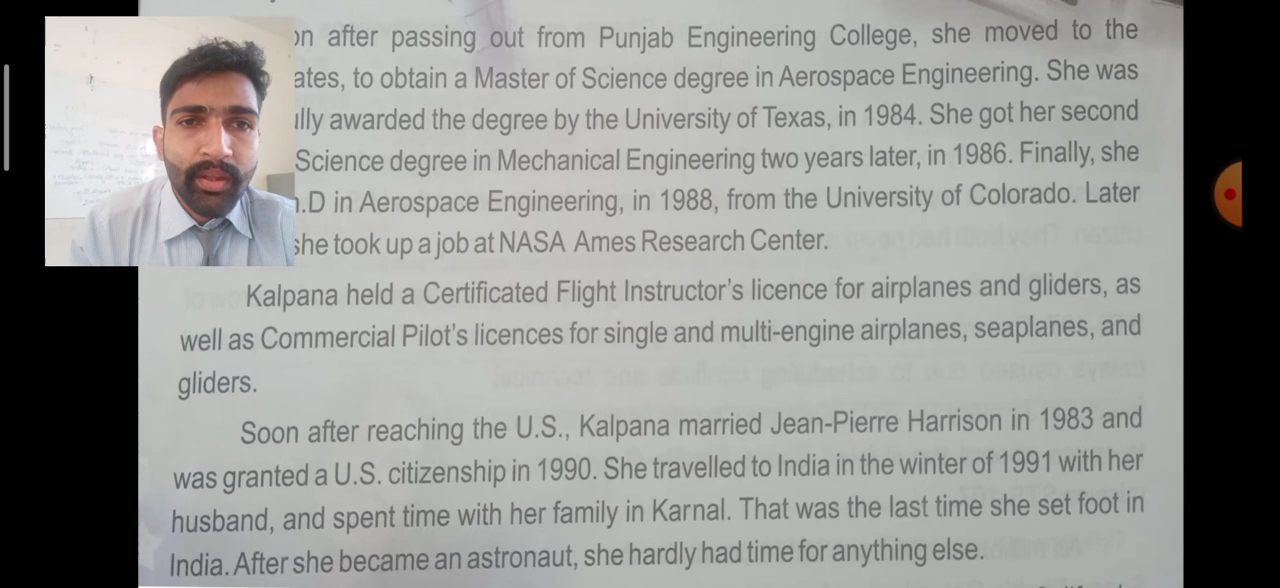 on after passing out from Punjab Engineering College, she moved to the
ates, to obtain a Master of Science degree in Aerospace Engineering. She was
lly awarded the degree by the University of Texas, in 1984. She got her second
Science degree in Mechanical Engineering two years later, in 1986. Finally, she
.D in Aerospace Engineering, in 1988, from the University of Colorado. Later
she took up a job at NASA Ames Research Center.
Kalpana held a Certificated Flight Instructor's licence for airplanes and gliders, as
well as Commercial Pilot's licences for single and multi-engine airplanes, seaplanes, and
gliders.
Soon after reaching the U.S., Kalpana married Jean-Pierre Harrison in 1983 and
was granted a U.S. citizenship in 1990. She travelled to India in the winter of 1991 with her
husband, and spent time with her family in Karnal. That was the last time she set foot in
India. After she became an astronaut, she hardly had time for anything else.